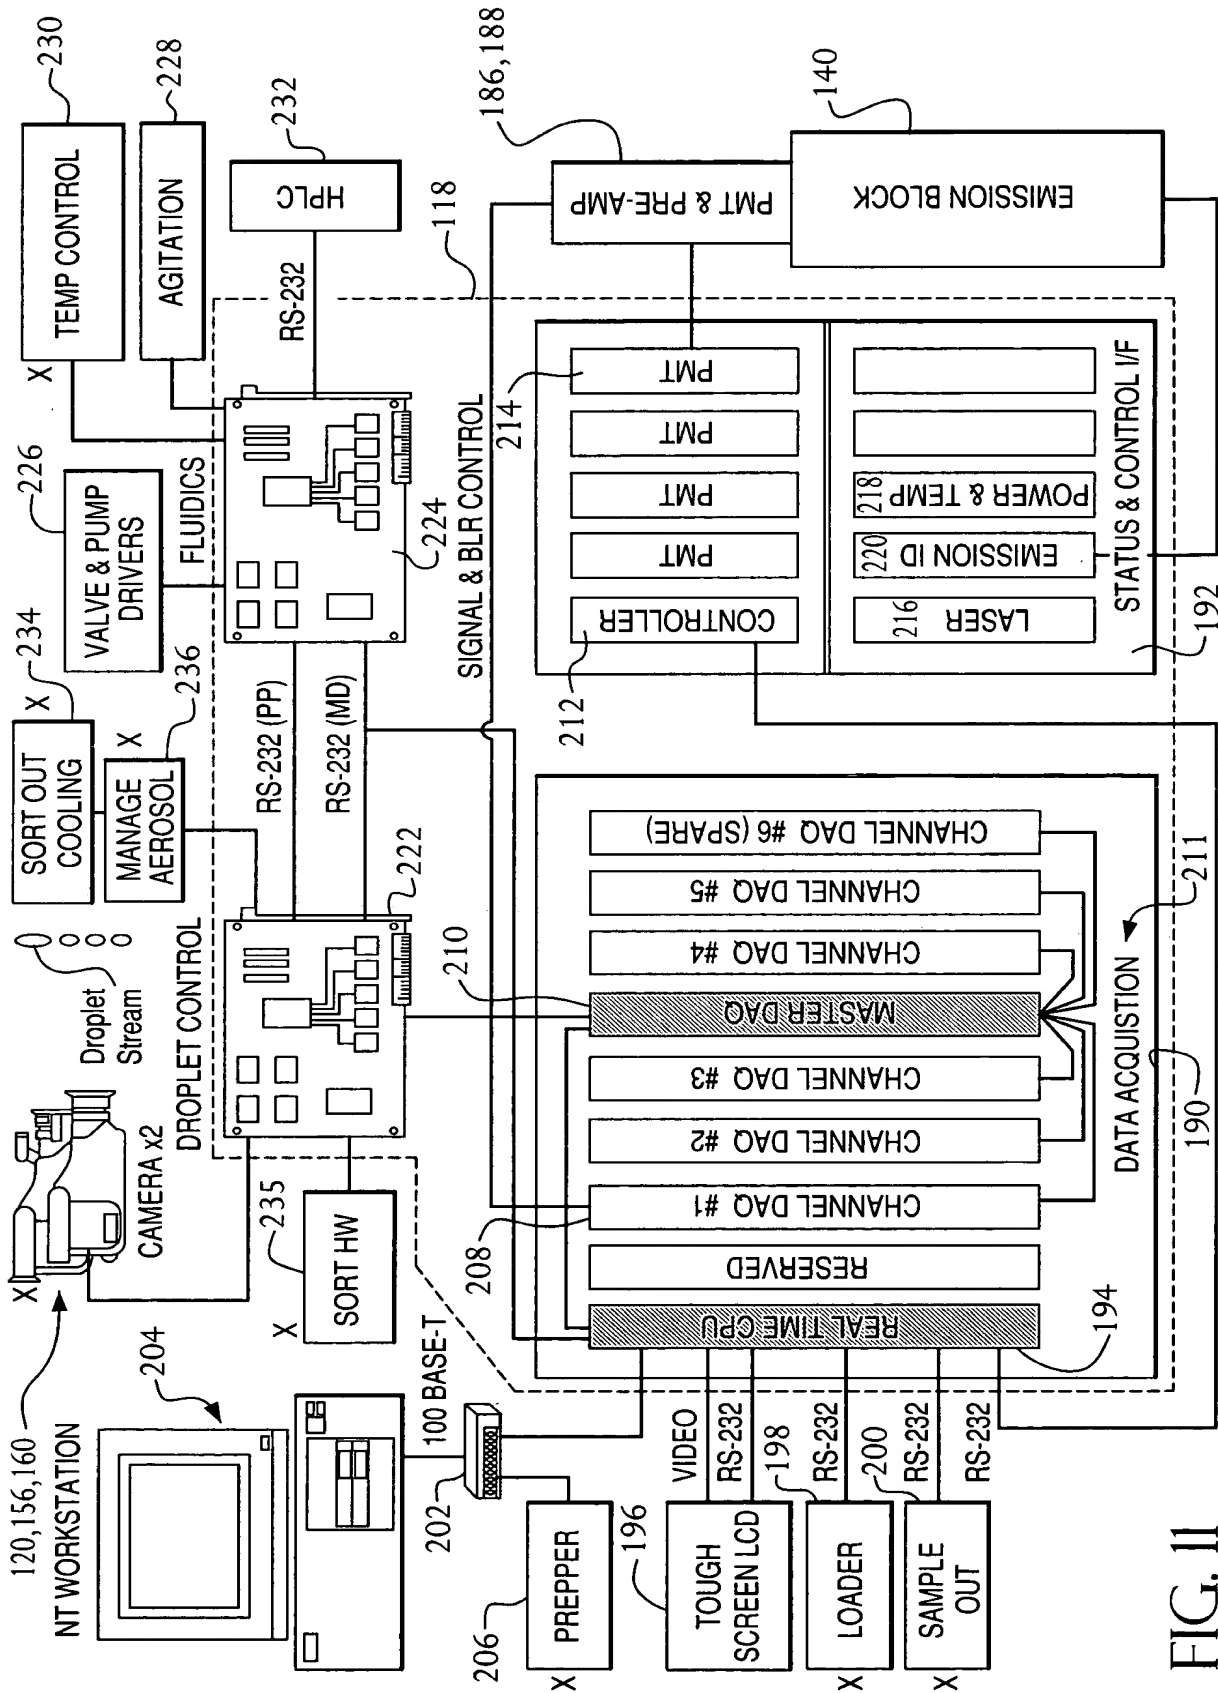 120,156,160
NT WORKSTATION
204
X
CAMERA x2
Droplet
Stream
DROPLET CONTROL
SORT OUT
COOLING
X
234
MANAGE
AEROSOL
X
236
VALVE & PUMP
DRIVERS
226
FLUIDICS
TEMP CONTROL
X
230
AGITATION
228
HPLC
232
RS-232
118
X
SORT HW
235
222
RS-232 (PP)
RS-232 (MD)
224
100 BASE-T
202
PREPPER
X
206
TOUGH
SCREEN LCD
196
VIDEO
RS-232
LOADER
X
198
RS-232
SAMPLE
OUT
X
200
RS-232
RS-232
SIGNAL & BLR CONTROL
REAL TIME CPU
194
RESERVED
208
CHANNEL DAQ #1
CHANNEL DAQ #2
CHANNEL DAQ #3
MASTER DAQ
210
CHANNEL DAQ #4
CHANNEL DAQ #5
CHANNEL DAQ #6 (SPARE)
DATA ACQUISTION
211
190
CONTROLLER
212
PMT
PMT
PMT
PMT
214
LASER
216
EMISSION ID
220
POWER & TEMP
218
STATUS & CONTROL I/F
192
PMT & PRE-AMP
186,188
EMISSION BLOCK
140
FIG. 11